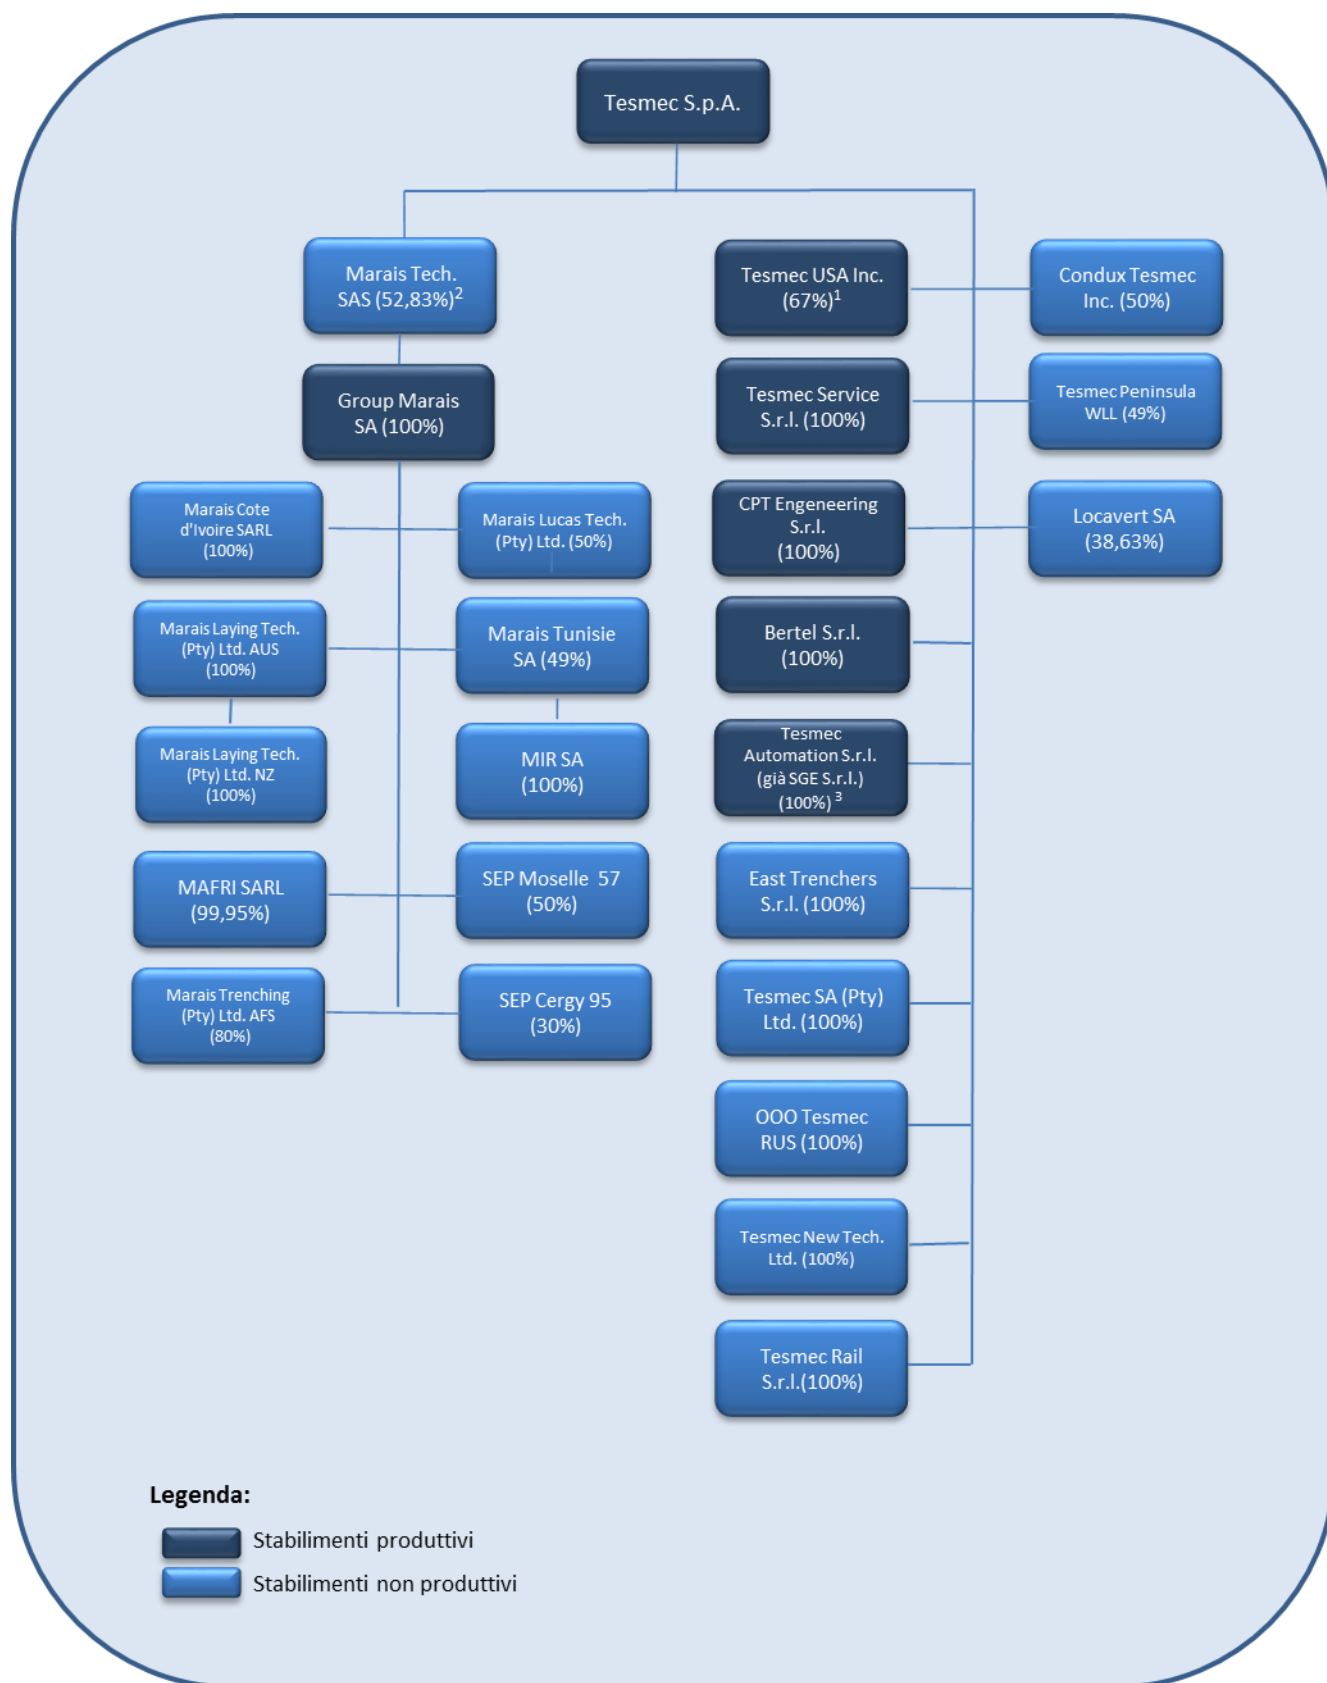 Tesmec S.p.A.
Marais Tech.
SAS (52,83%)2
Tesmec USA Inc.
(67%)1
Condux Tesmec
Inc. (50%)
Group Marais
SA (100%)
Tesmec Service
S.r.l. (100%)
Tesmec Peninsula
WLL (49%)
Marais Cote
d'Ivoire SARL
(100%)
Marais Lucas Tech.
(Pty) Ltd. (50%)
CPT Engeneering
S.r.l.
(100%)
Locavert SA
(38,63%)
Marais Laying Tech.
(Pty) Ltd. AUS
(100%)
Marais Tunisie
SA (49%)
Bertel S.r.l.
(100%)
Marais Laying Tech.
(Pty) Ltd. NZ
(100%)
MIR SA
(100%)
Tesmec
Automation S.r.l.
(già SGE S.r.l.)
(100%) 3
MAFRI SARL
(99,95%)
SEP Moselle 57
(50%)
East Trenchers
S.r.l. (100%)
Marais Trenching
(Pty) Ltd. AFS
(80%)
SEP Cergy 95
(30%)
Tesmec SA (Pty)
Ltd. (100%)
OOO Tesmec
RUS (100%)
Tesmec New Tech.
Ltd. (100%)
Tesmec Rail
S.r.l.(100%)
Legenda:
Stabilimenti produttivi
Stabilimenti non produttivi